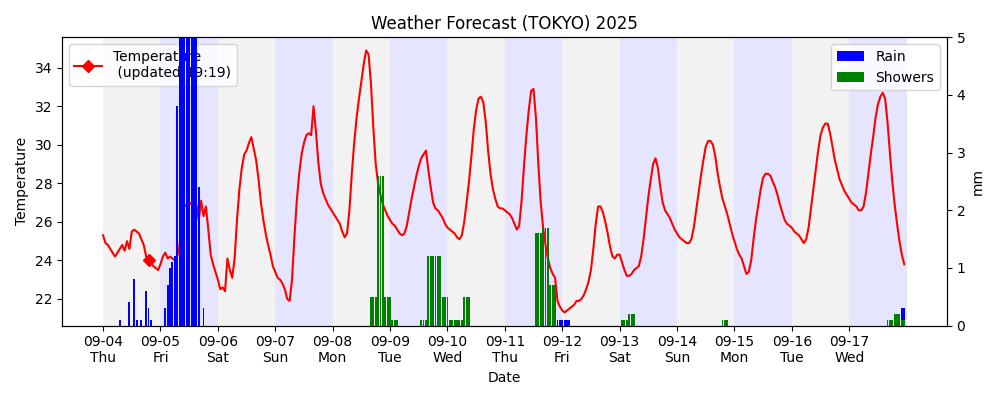 Weather Forecast (TOKYO) 2025
Temperature
(updated 19:19)
Rain
Showers
34
32
30
28
26
24
22
Temperature
5
4
3
2
1
0
mm
09-04 09-05 09-06 09-07 09-08 09-09 09-10 09-11 09-12 09-13 09-14 09-15 09-16 09-17
Thu Fri Sat Sun Mon Tue Wed Thu Fri Sat Sun Mon Tue Wed
Date